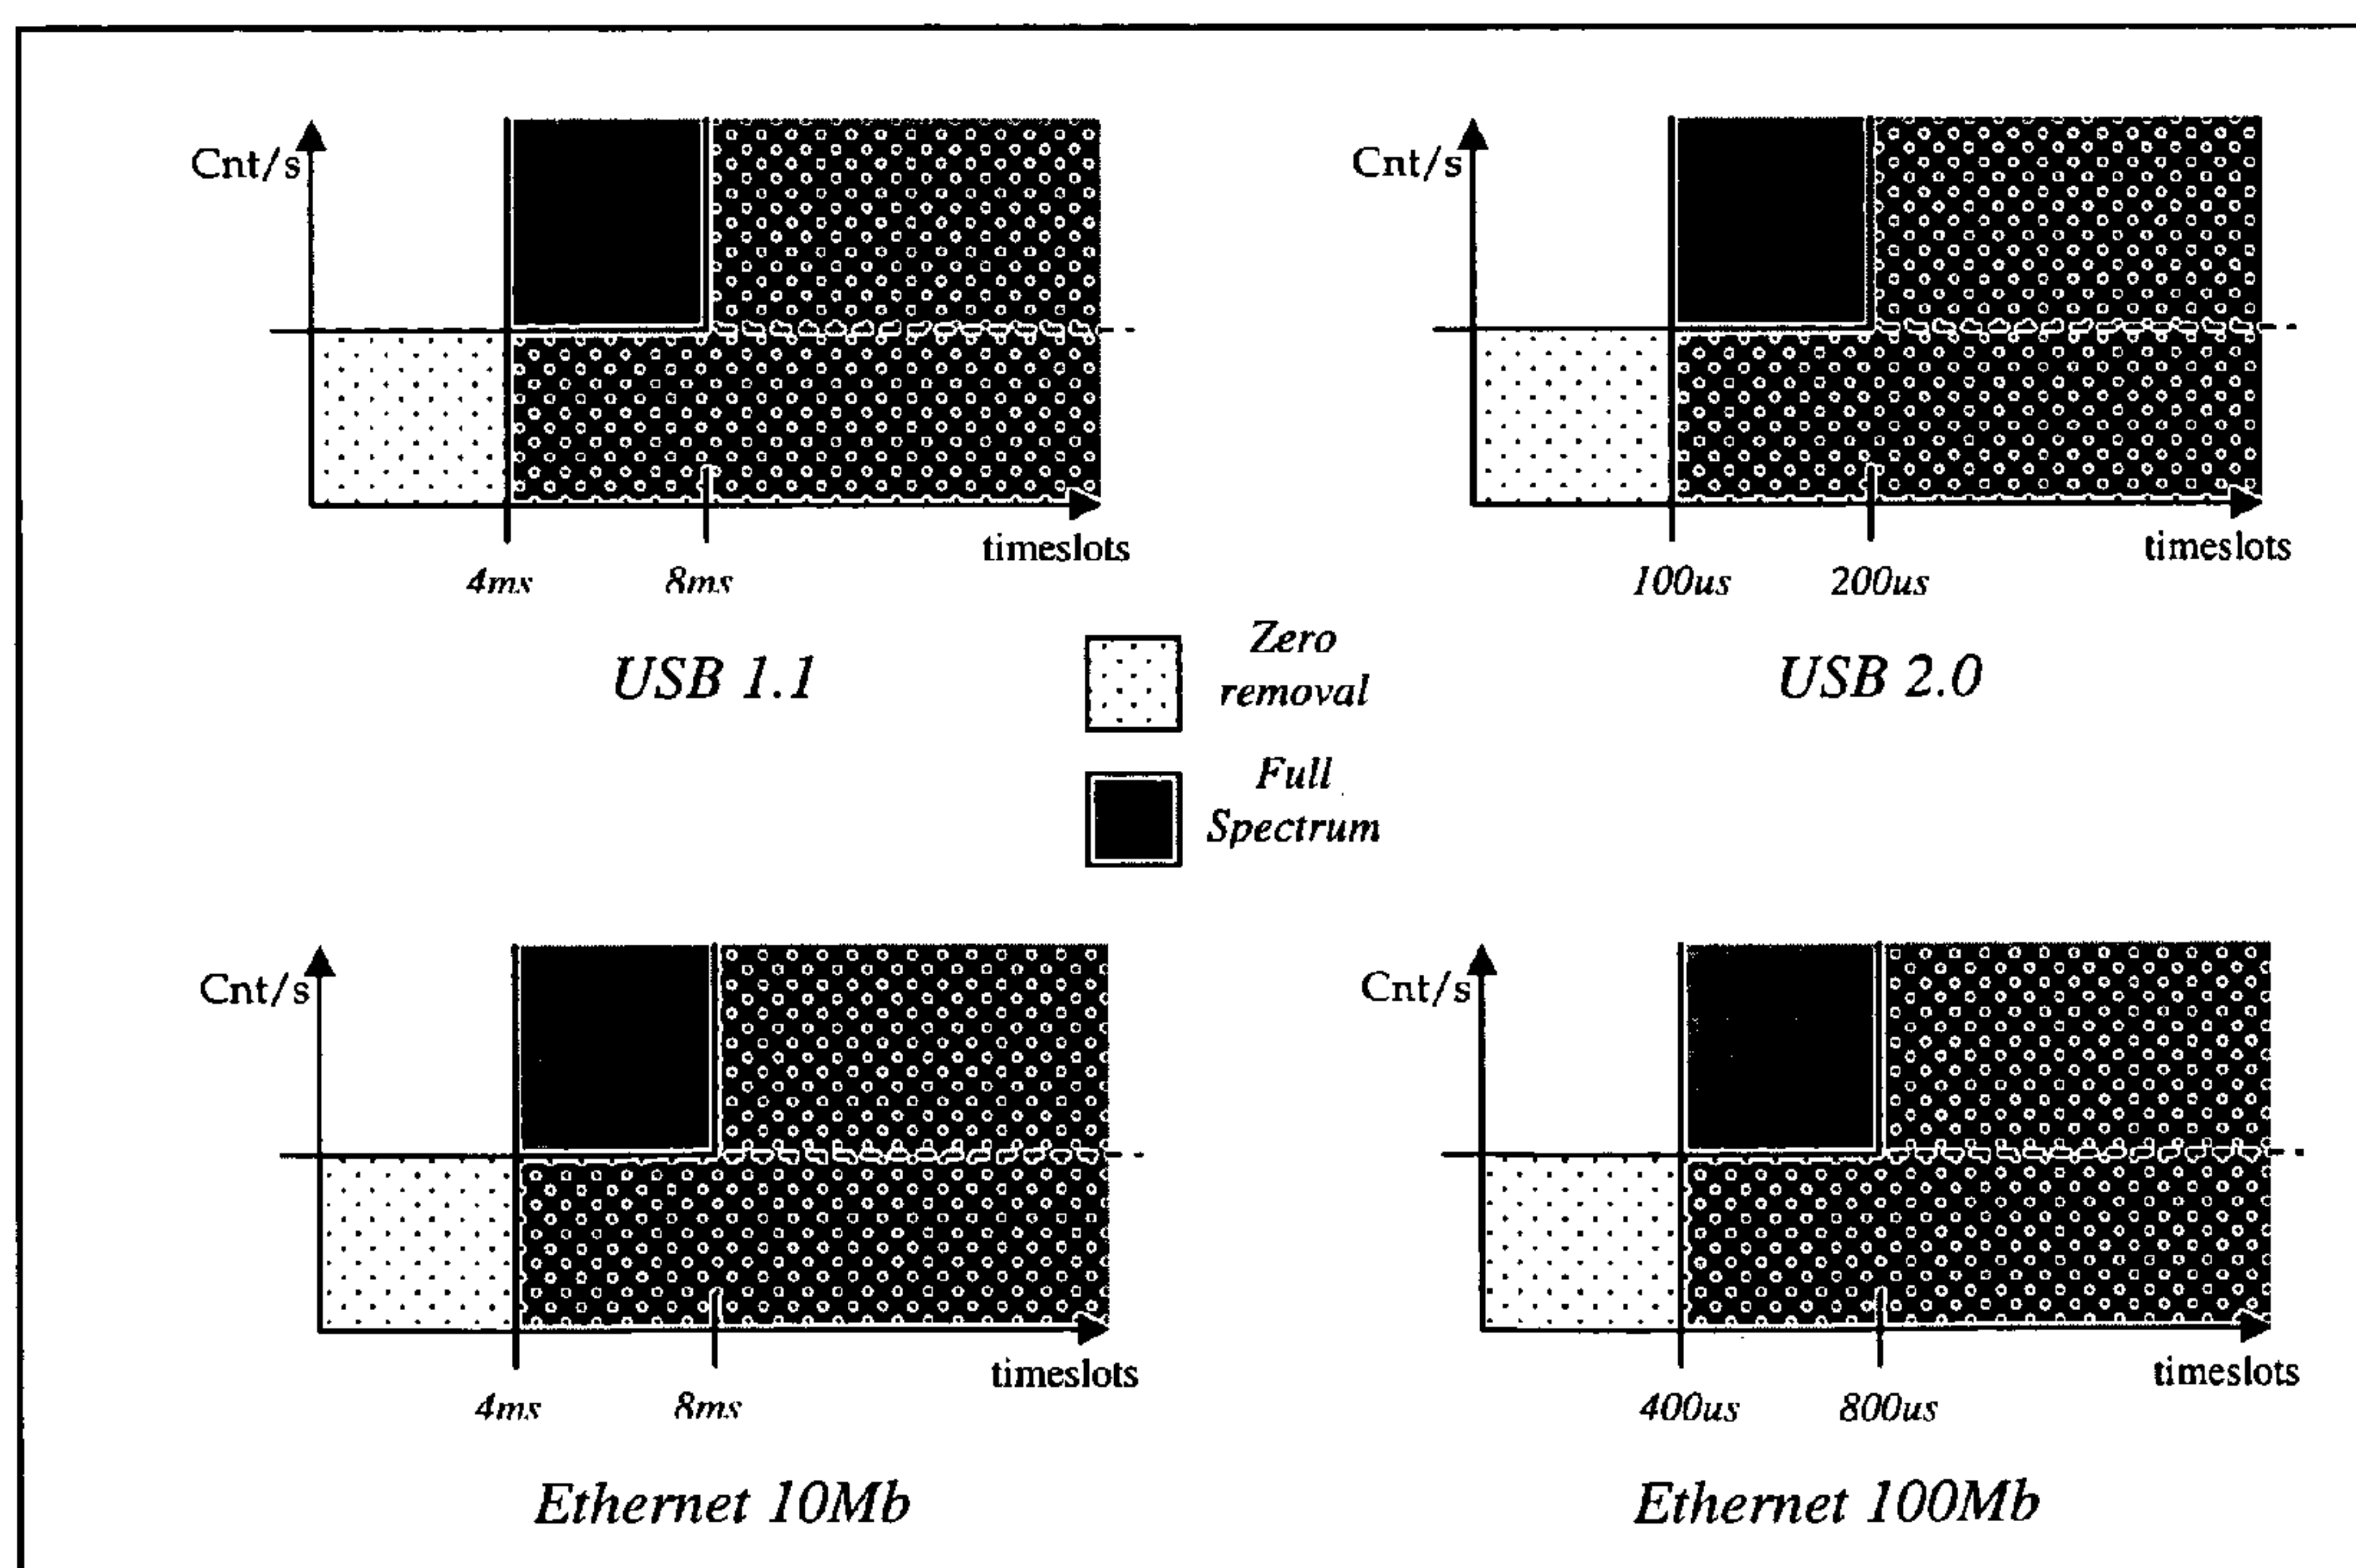 Cnt/s
timeslots
4ms 8ms
USB 1.1
Cnt/s
timeslots
100us 200us
USB 2.0
Zero
removal
Full
Spectrum
Cnt/s
timeslots
4ms 8ms
Ethernet 10Mb
Cnt/s
timeslots
400us 800us
Ethernet 100Mb